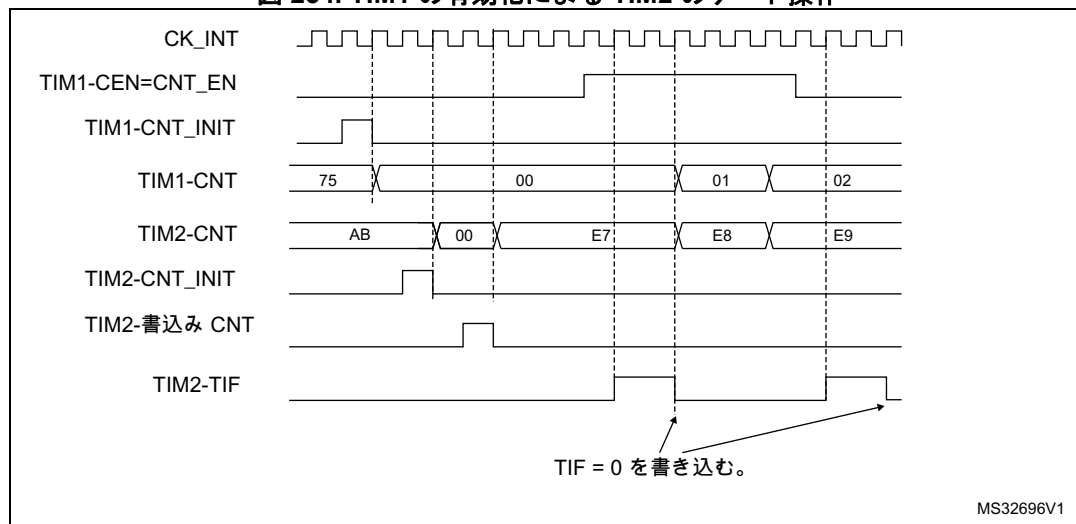 CK_INT
TIM1-CEN=CNT_EN
TIM1-CNT_INIT
TIM1-CNT 75 00 01 02
TIM2-CNT AB 00 E7 E8 E9
TIM2-CNT_INIT
TIM2-書込み CNT
TIM2-TIF
TIF = 0 を書き込む。
MS32696V1